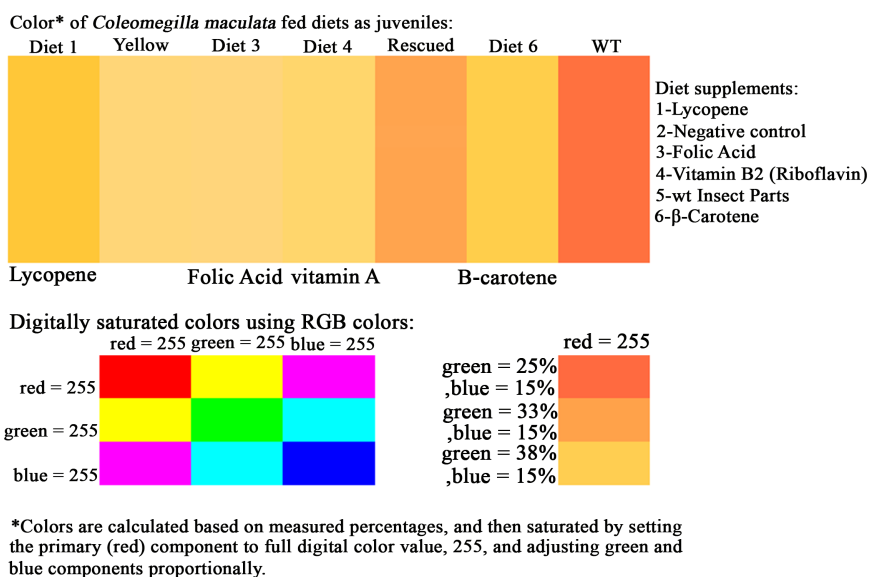 Color* of Coleomegilla maculata fed diets as juveniles:
Diet 1 Yellow Diet 3 Diet 4 Rescued Diet 6 WT
Diet supplements:
1-Lycopene
2-Negative control
3-Folic Acid
4-Vitamin B2 (Riboflavin)
5-wt Insect Parts
6-β-Carotene
Lycopene Folic Acid vitamin A B-carotene
Digitally saturated colors using RGB colors:
red = 255 green = 255 blue = 255
red = 255
green = 255
blue = 255
red = 255
green = 25%
,blue = 15%
green = 33%
,blue = 15%
green = 38%
,blue = 15%
*Colors are calculated based on measured percentages, and then saturated by setting
the primary (red) component to full digital color value, 255, and adjusting green and
blue components proportionally.